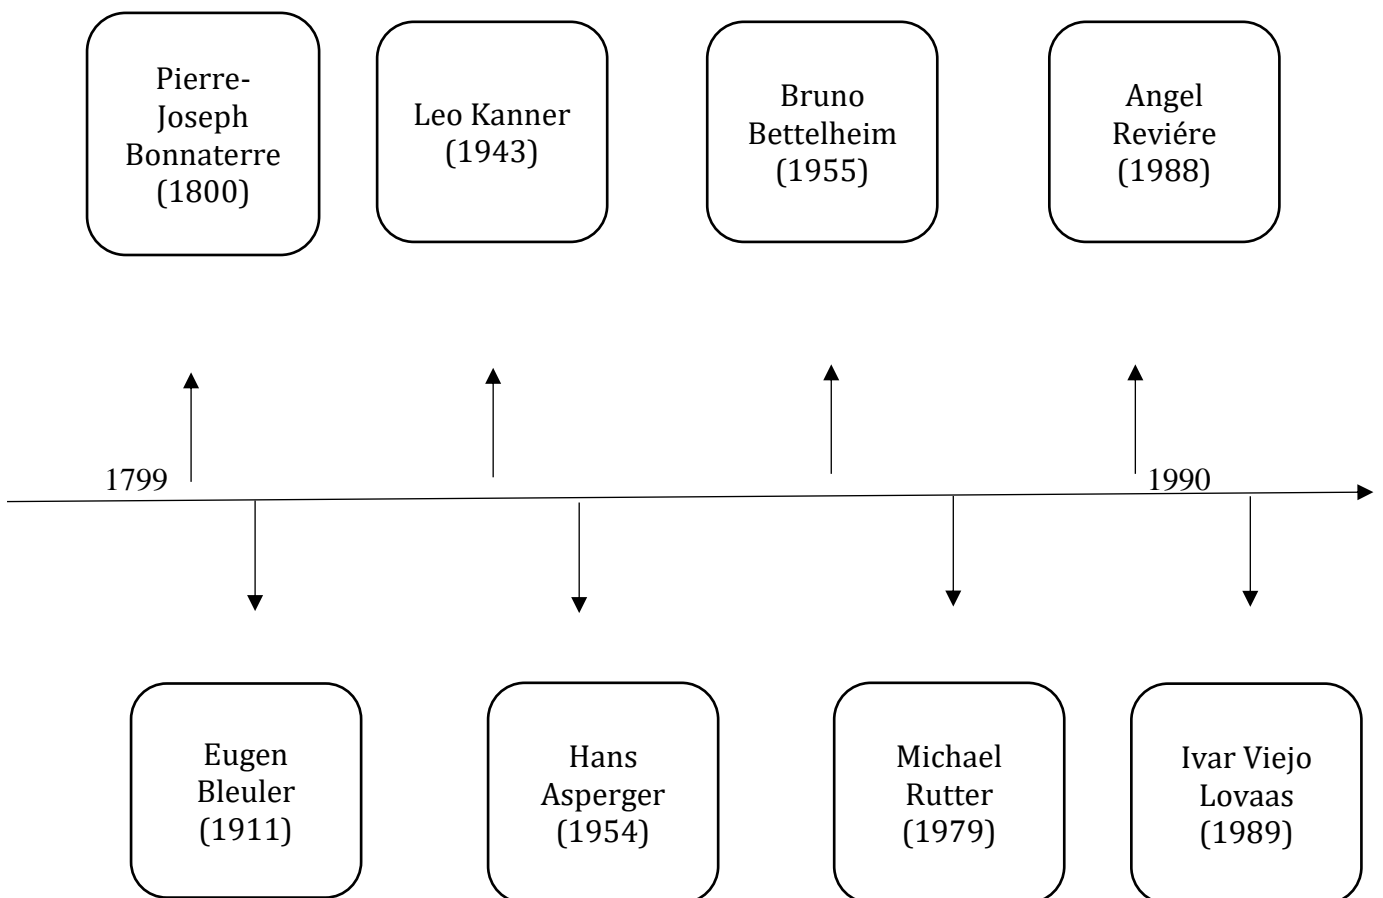 Pierre-
Joseph
Bonnaterre
(1800)
Leo Kanner
(1943)
Bruno
Bettelheim
(1955)
Angel
Reviére
(1988)
1799
1990
Eugen
Bleuler
(1911)
Hans
Asperger
(1954)
Michael
Rutter
(1979)
Ivar Viejo
Lovaas
(1989)